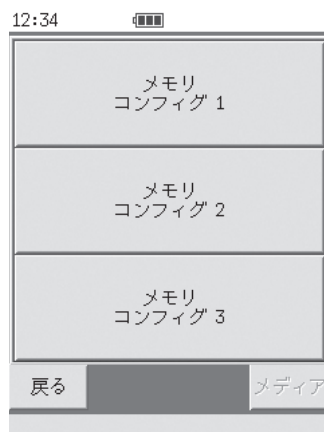 12:34
メモリ
コンフィグ 1
メモリ
コンフィグ 2
メモリ
コンフィグ 3
戻る
メディア